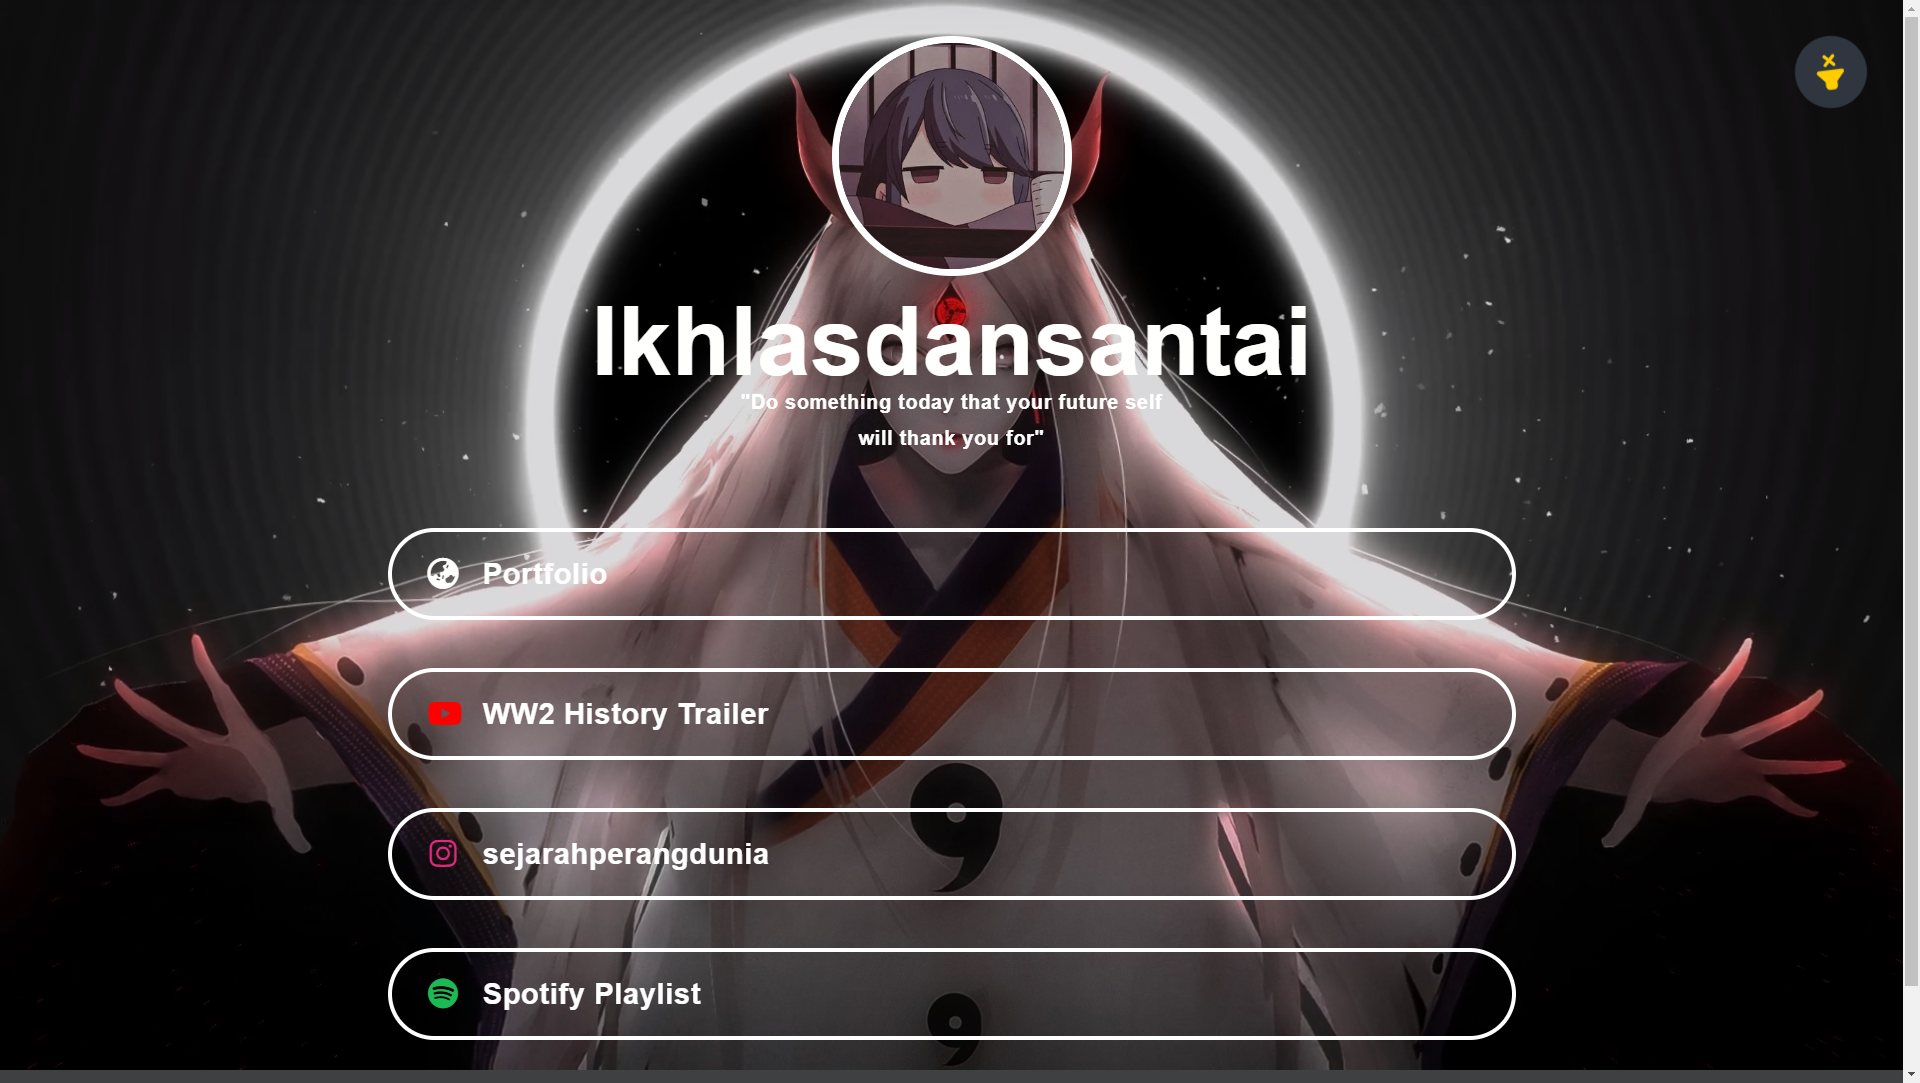 Ikhlasdansantai
"Do something today that your future self
will thank you for"
Portfolio
WW2 History Trailer
sejarahperangdunia
Spotify Playlist